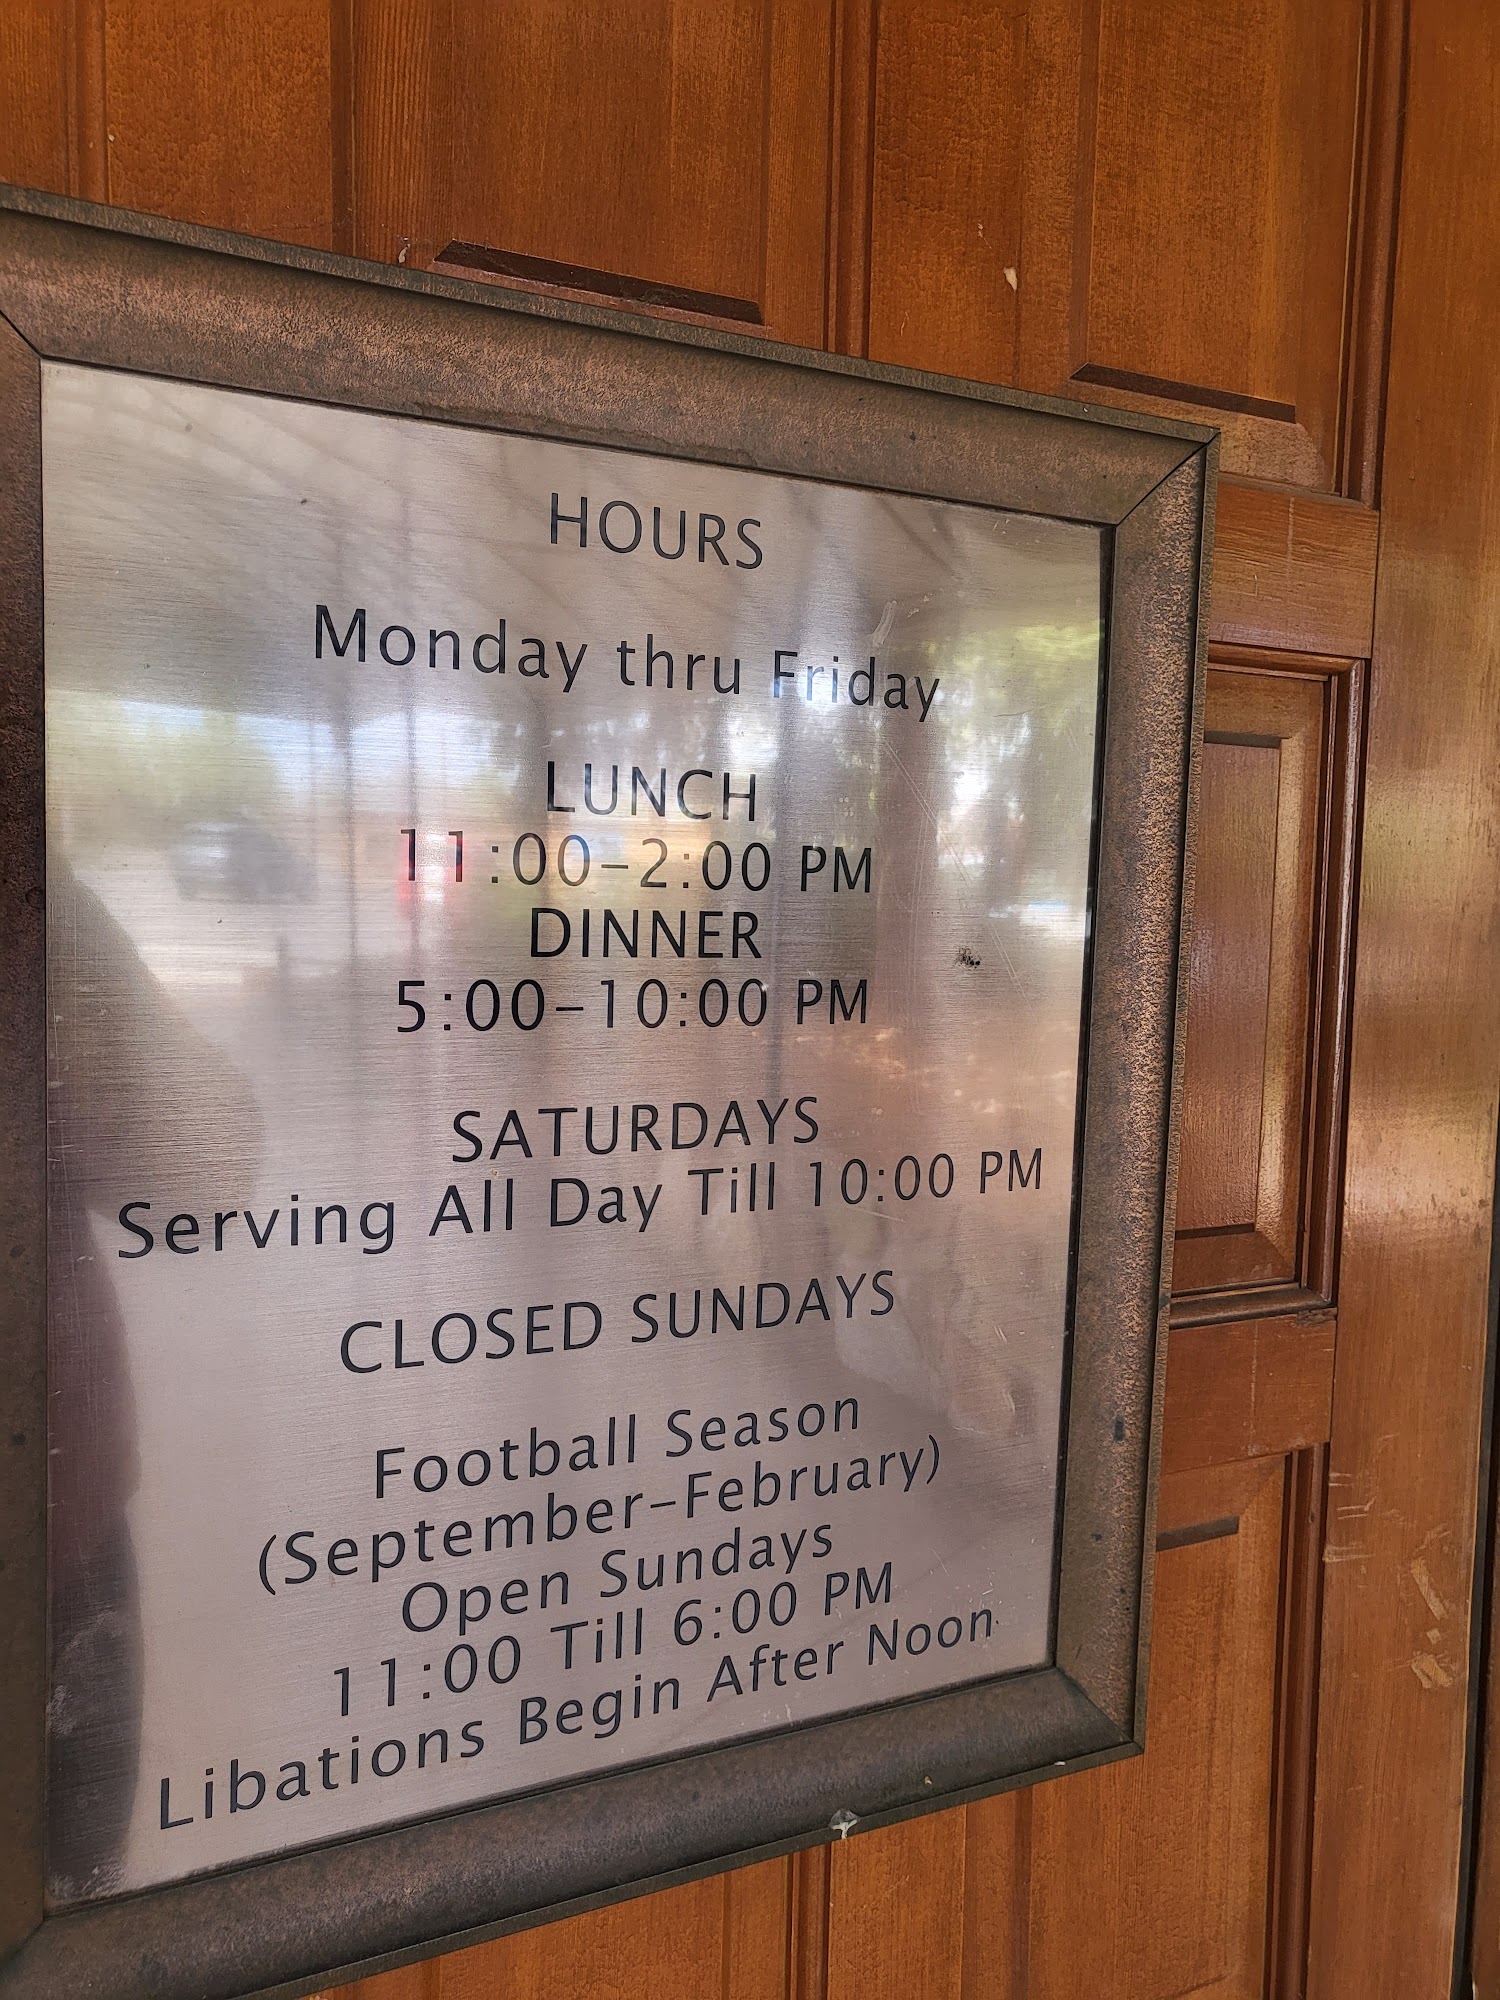 HOURS
Monday thru Friday
LUNCH
11:00-2:00 PM
DINNER
5:00-10:00 PM
SATURDAYS
Serving All Day Till 10:00 PM
CLOSED SUNDAYS
Football Season
(September-February)
Open Sundays
11:00 Till 6:00 PM
Libations Begin After Noon